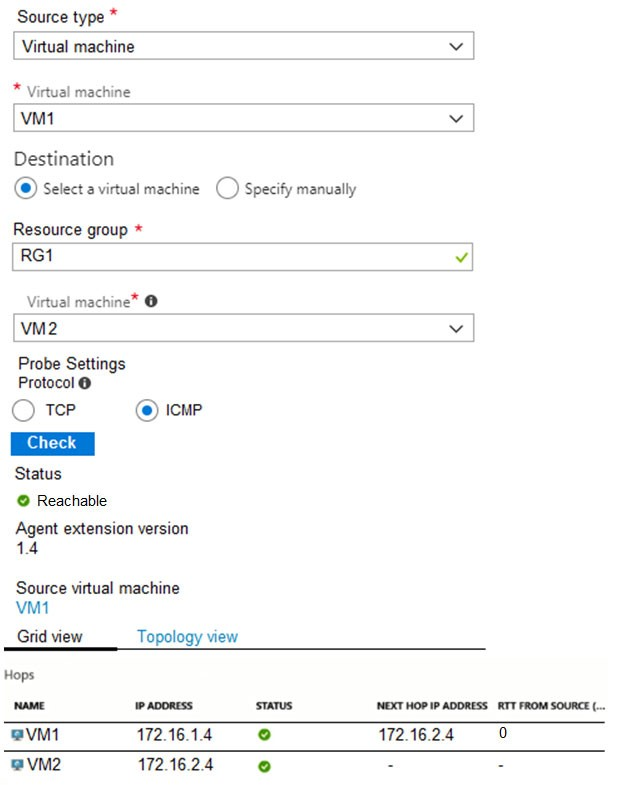 Source type *
Virtual machine
* Virtual machine
VM1
Destination
Select a virtual machine Specify manually
Resource group *
RG1
Virtual machine*
VM2
Probe Settings
Protocol
TCP ICMP
Check
Status
Reachable
Agent extension version
1.4
Source virtual machine
VM1
Grid view Topology view
Hops
NAME IP ADDRESS STATUS NEXT HOP IP ADDRESS RTT FROM SOURCE (...
VM1 172.16.1.4 172.16.2.4 0
VM2 172.16.2.4 - -